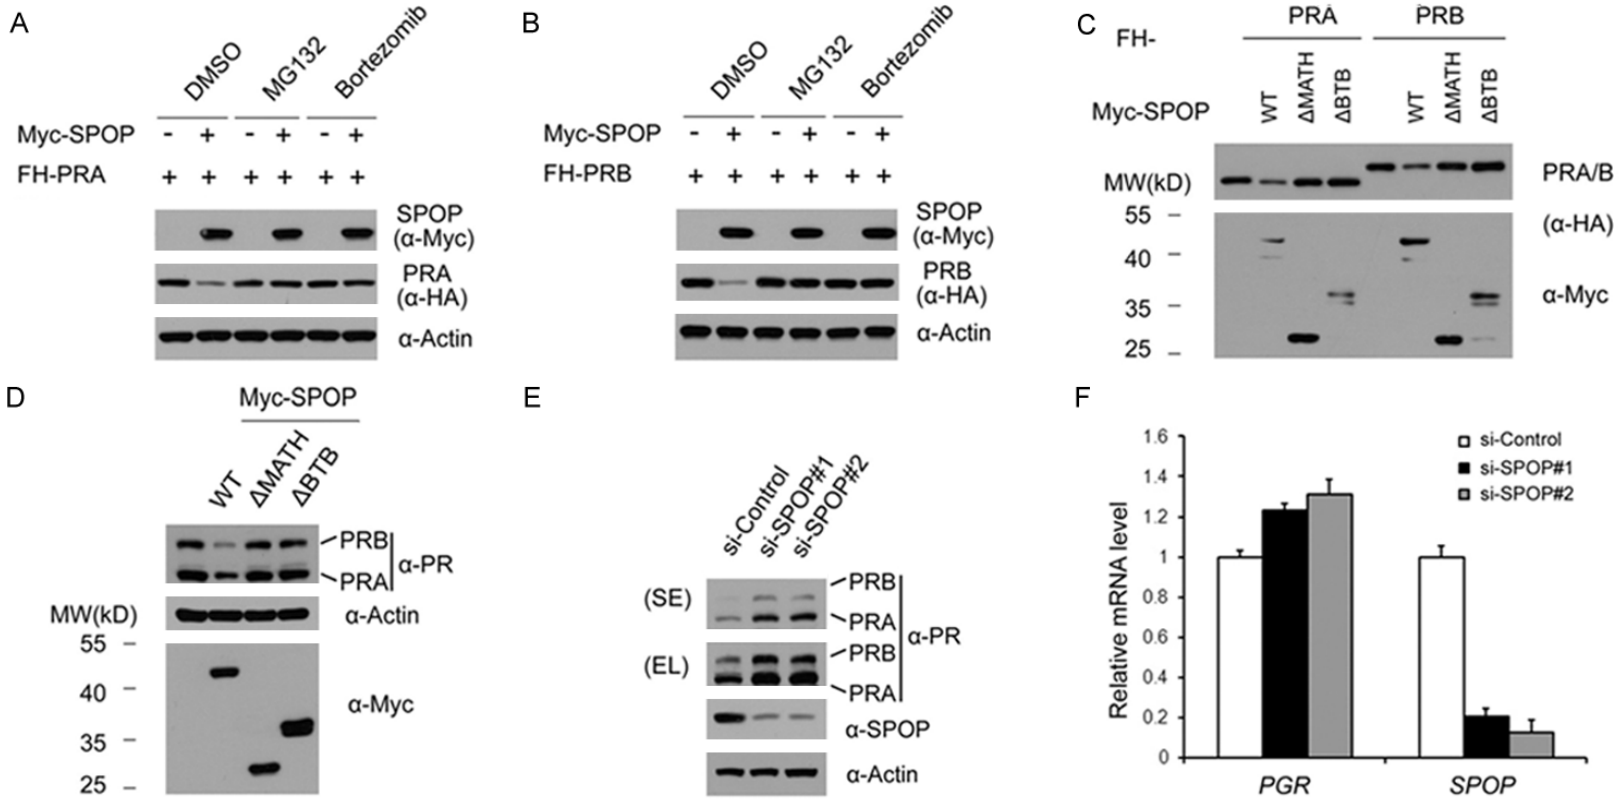 A
DMSO
MG132
Bortezomib
Myc-SPOP - + - + - +
FH-PRA + + + + + +
SPOP
(α-Myc)
PRA
(α-HA)
α-Actin
B
DMSO
MG132
Bortezomib
Myc-SPOP - + - + - +
FH-PRB + + + + + +
SPOP
(α-Myc)
PRB
(α-HA)
α-Actin
C
FH-
PRA PRB
Myc-SPOP WT ΔMATH ΔBTB WT ΔMATH ΔBTB
MW(kD)
55
40
35
25
PRA/B
(α-HA)
α-Myc
D
Myc-SPOP
WT ΔMATH ΔBTB
PRB
PRA
α-PR
α-Actin
MW(kD)
55
40
35
25
α-Myc
E
si-Control
si-SPOP#1
si-SPOP#2
(SE)
PRB
PRA
(EL)
PRB
PRA
α-PR
α-SPOP
α-Actin
F
Relative mRNA level
1.6
1.4
1.2
1
0.8
0.6
0.4
0.2
0
si-Control
si-SPOP#1
si-SPOP#2
PGR SPOP